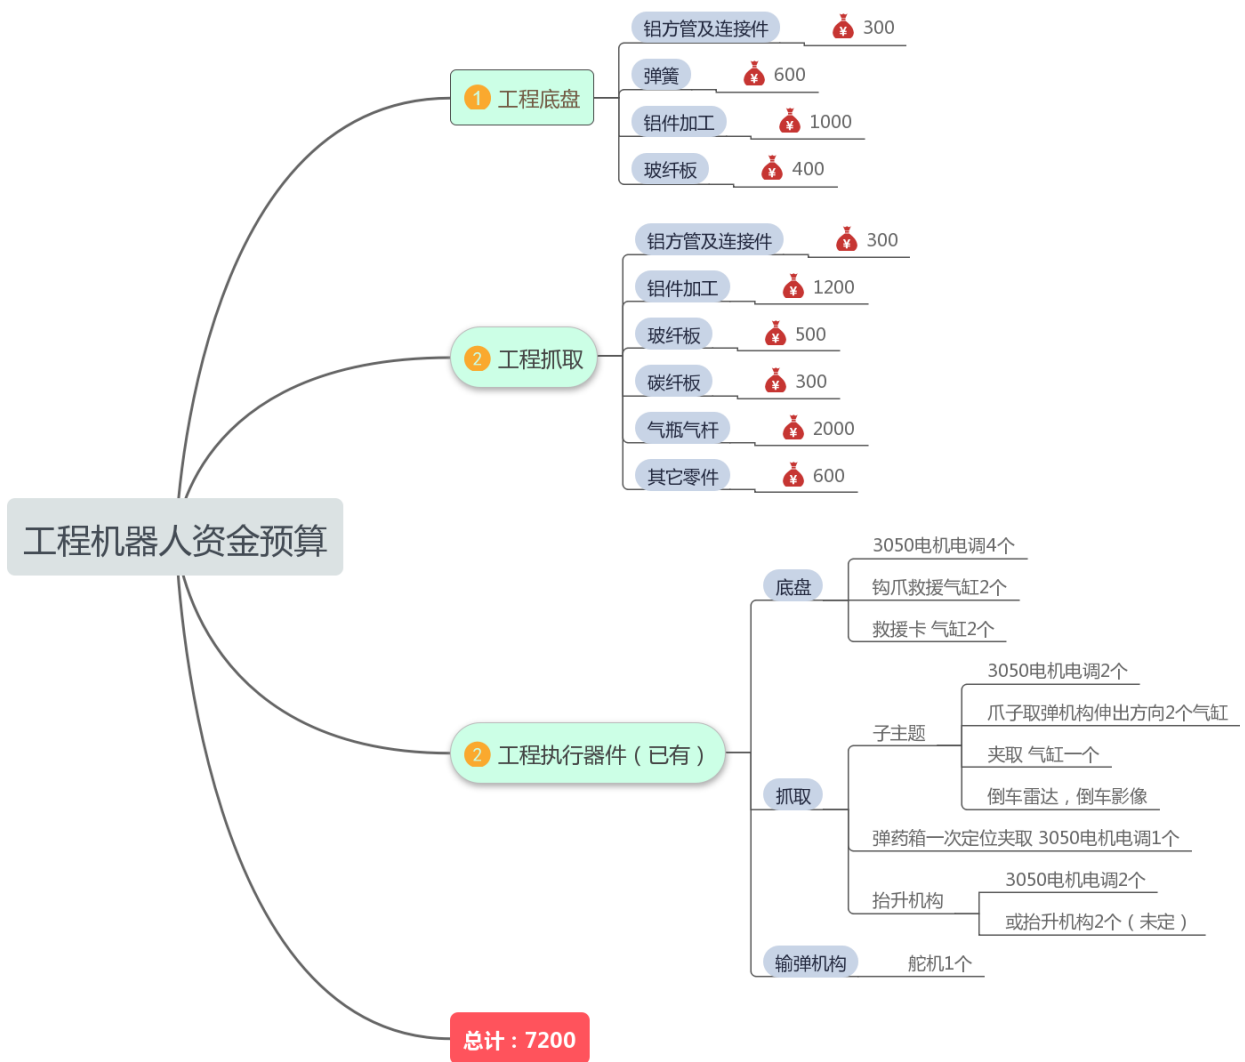 工程机器人资金预算
1 工程底盘
铝方管及连接件 ¥ 300
弹簧 ¥ 600
铝件加工 ¥ 1000
玻纤板 ¥ 400
2 工程抓取
铝方管及连接件 ¥ 300
铝件加工 ¥ 1200
玻纤板 ¥ 500
碳纤板 ¥ 300
气瓶气杆 ¥ 2000
其它零件 ¥ 600
2 工程执行器件（已有）
底盘
3050电机电调4个
钩爪救援气缸2个
救援卡 气缸2个
抓取
子主题
3050电机电调2个
爪子取弹机构伸出方向2个气缸
夹取 气缸一个
倒车雷达，倒车影像
弹药箱一次定位夹取 3050电机电调1个
抬升机构
3050电机电调2个
或抬升机构2个（未定）
输弹机构
舵机1个
总计：7200